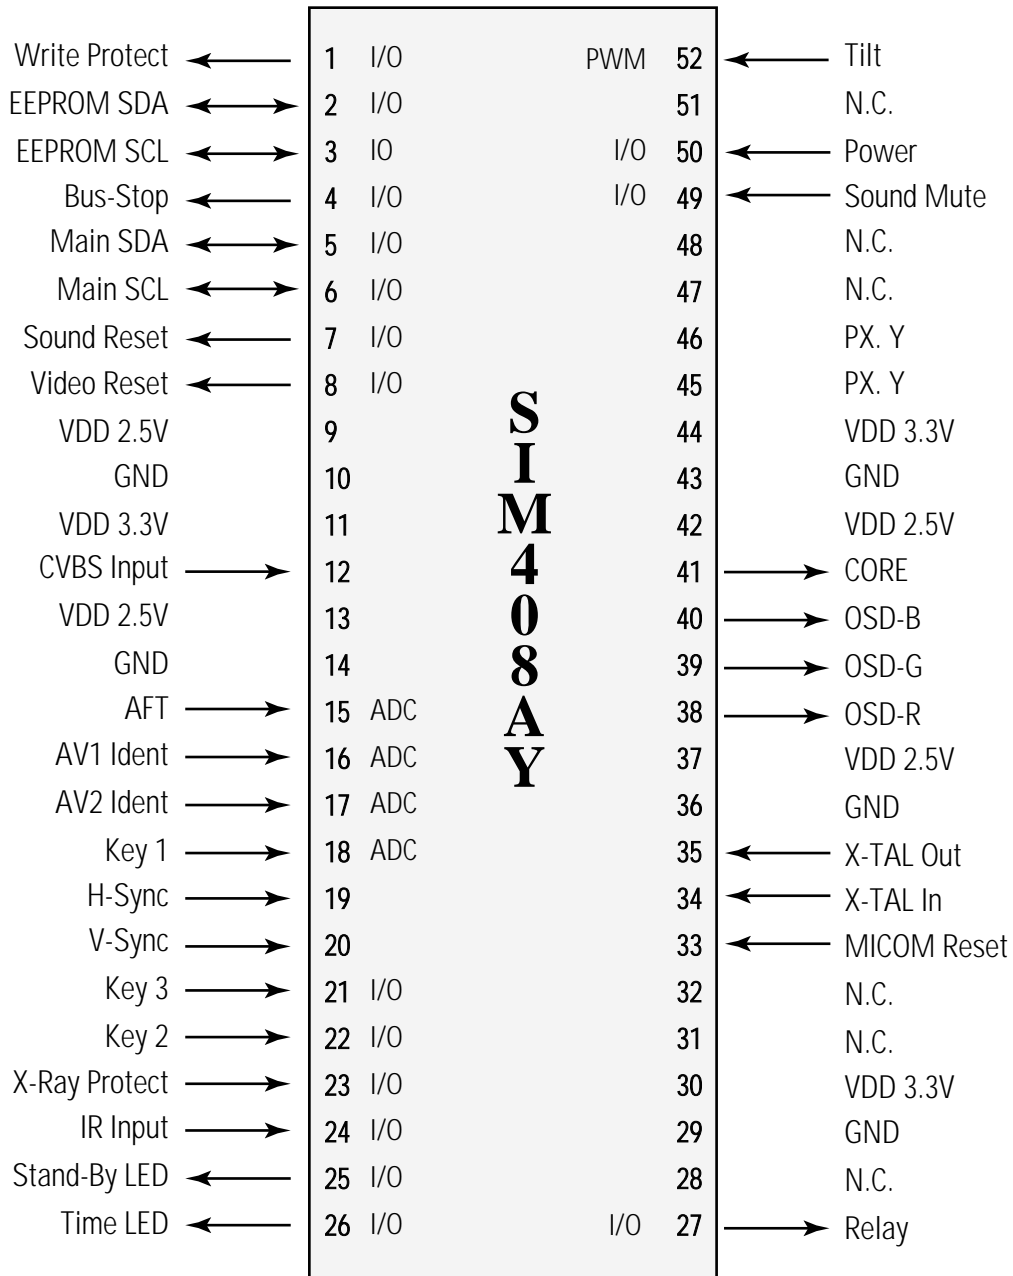 Write Protect 1 I/O PWM 52 Tilt
EEPROM SDA 2 I/O 51 N.C.
EEPROM SCL 3 IO I/O 50 Power
Bus-Stop 4 I/O I/O 49 Sound Mute
Main SDA 5 I/O 48 N.C.
Main SCL 6 I/O 47 N.C.
Sound Reset 7 I/O 46 PX. Y
Video Reset 8 I/O 45 PX. Y
VDD 2.5V 9 44 VDD 3.3V
GND 10 43 GND
VDD 3.3V 11 42 VDD 2.5V
CVBS Input 12 41 CORE
VDD 2.5V 13 40 OSD-B
GND 14 39 OSD-G
AFT 15 ADC 38 OSD-R
AV1 Ident 16 ADC 37 VDD 2.5V
AV2 Ident 17 ADC 36 GND
Key 1 18 ADC 35 X-TAL Out
H-Sync 19 34 X-TAL In
V-Sync 20 33 MICOM Reset
Key 3 21 I/O 32 N.C.
Key 2 22 I/O 31 N.C.
X-Ray Protect 23 I/O 30 VDD 3.3V
IR Input 24 I/O 29 GND
Stand-By LED 25 I/O 28 N.C.
Time LED 26 I/O I/O 27 Relay
SIM408AY